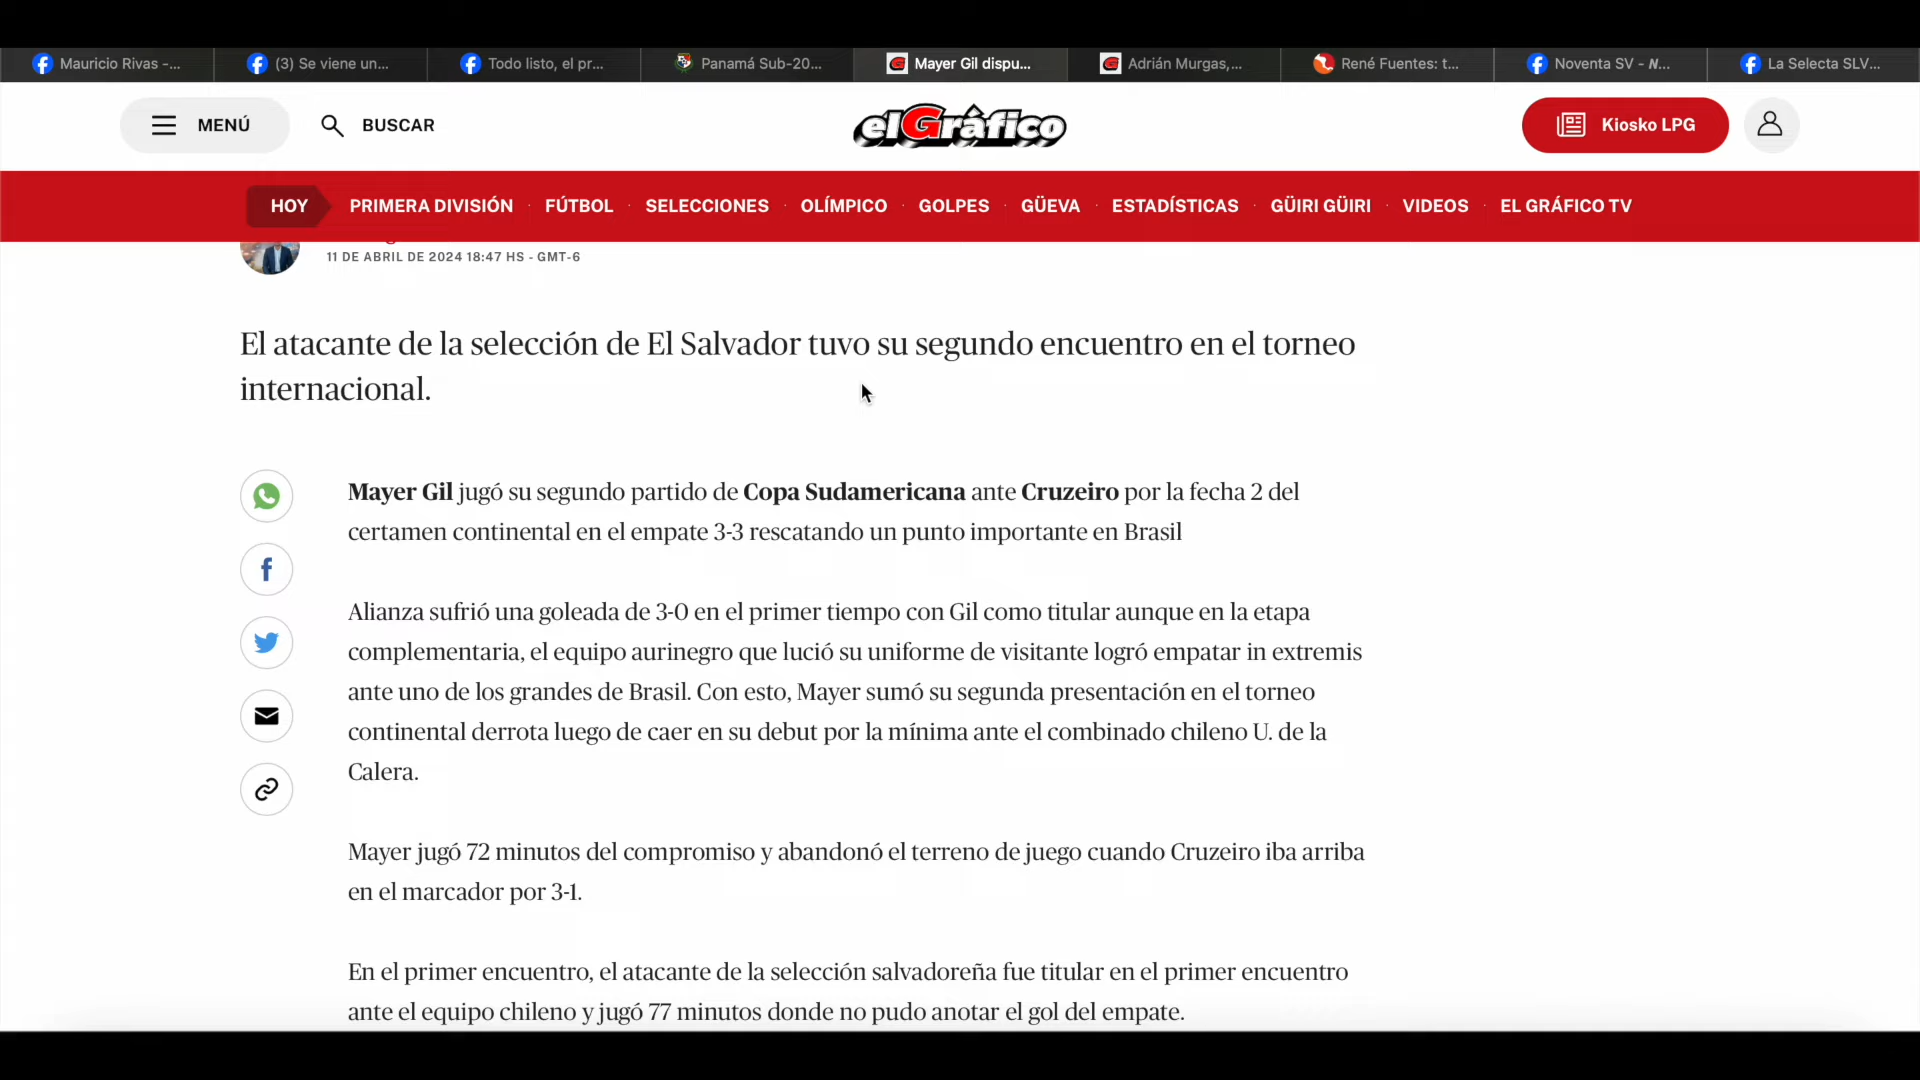 Mauricio Rivas -...
(3) Se viene un...
Todo listo, el pr...
Panamá Sub-20...
Mayer Gil dispu...
Adrián Murgas,...
René Fuentes: t...
Noventa SV - N...
La Selecta SLV...
MENÚ
BUSCAR
elGráfico
Kiosko LPG
HOY
PRIMERA DIVISIÓN
FÚTBOL
SELECCIONES
OLÍMPICO
GOLPES
GÜEVA
ESTADÍSTICAS
GÜIRI GÜIRI
VIDEOS
EL GRÁFICO TV
11 DE ABRIL DE 2024 18:47 HS - GMT-6
El atacante de la selección de El Salvador tuvo su segundo encuentro en el torneo
internacional.
Mayer Gil jugó su segundo partido de Copa Sudamericana ante Cruzeiro por la fecha 2 del
certamen continental en el empate 3-3 rescatando un punto importante en Brasil
Alianza sufrió una goleada de 3-0 en el primer tiempo con Gil como titular aunque en la etapa
complementaria, el equipo aurinegro que lució su uniforme de visitante logró empatar in extremis
ante uno de los grandes de Brasil. Con esto, Mayer sumó su segunda presentación en el torneo
continental derrota luego de caer en su debut por la mínima ante el combinado chileno U. de la
Calera.
Mayer jugó 72 minutos del compromiso y abandonó el terreno de juego cuando Cruzeiro iba arriba
en el marcador por 3-1.
En el primer encuentro, el atacante de la selección salvadoreña fue titular en el primer encuentro
ante el equipo chileno y jugó 77 minutos donde no pudo anotar el gol del empate.